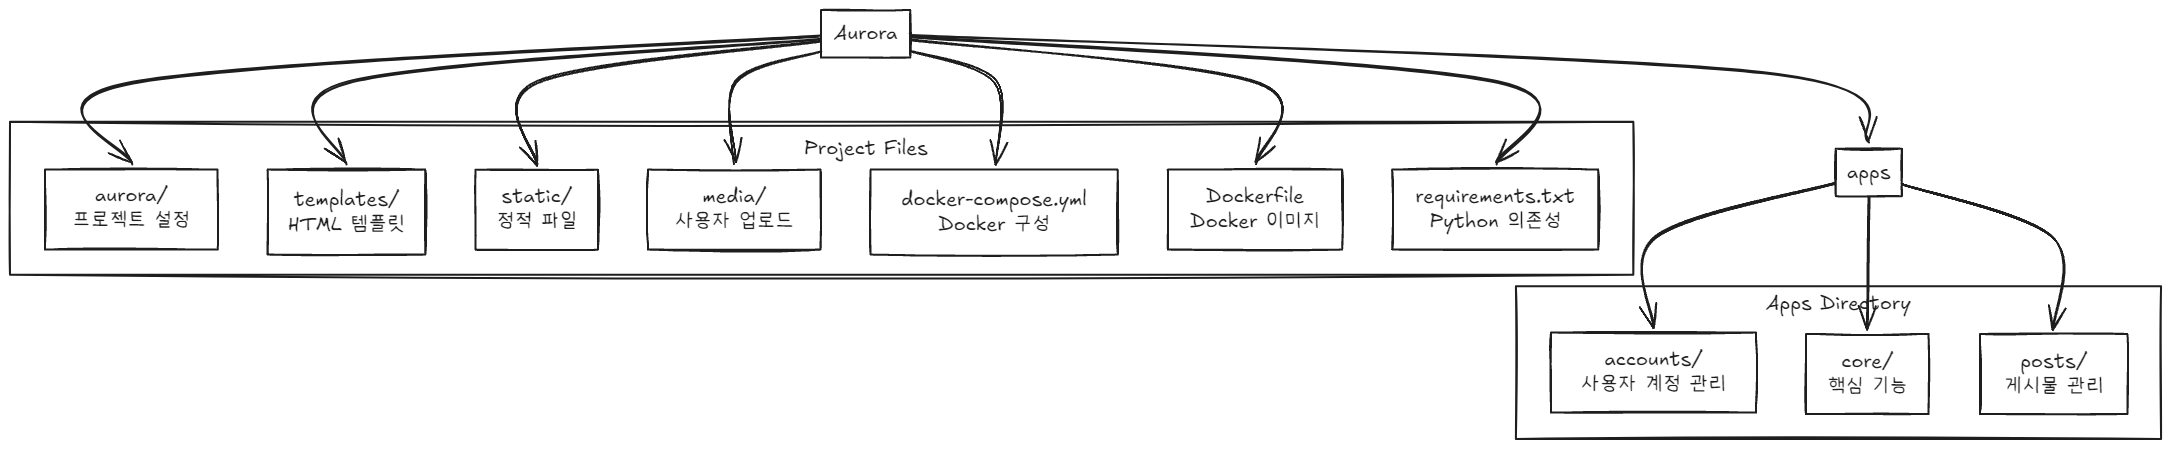 Aurora
Project Files
aurora/
프로젝트 설정
templates/
HTML 템플릿
static/
정적 파일
media/
사용자 업로드
docker-compose.yml
Docker 구성
Dockerfile
Docker 이미지
requirements.txt
Python 의존성
apps
Apps Directory
accounts/
사용자 계정 관리
core/
핵심 기능
posts/
게시물 관리